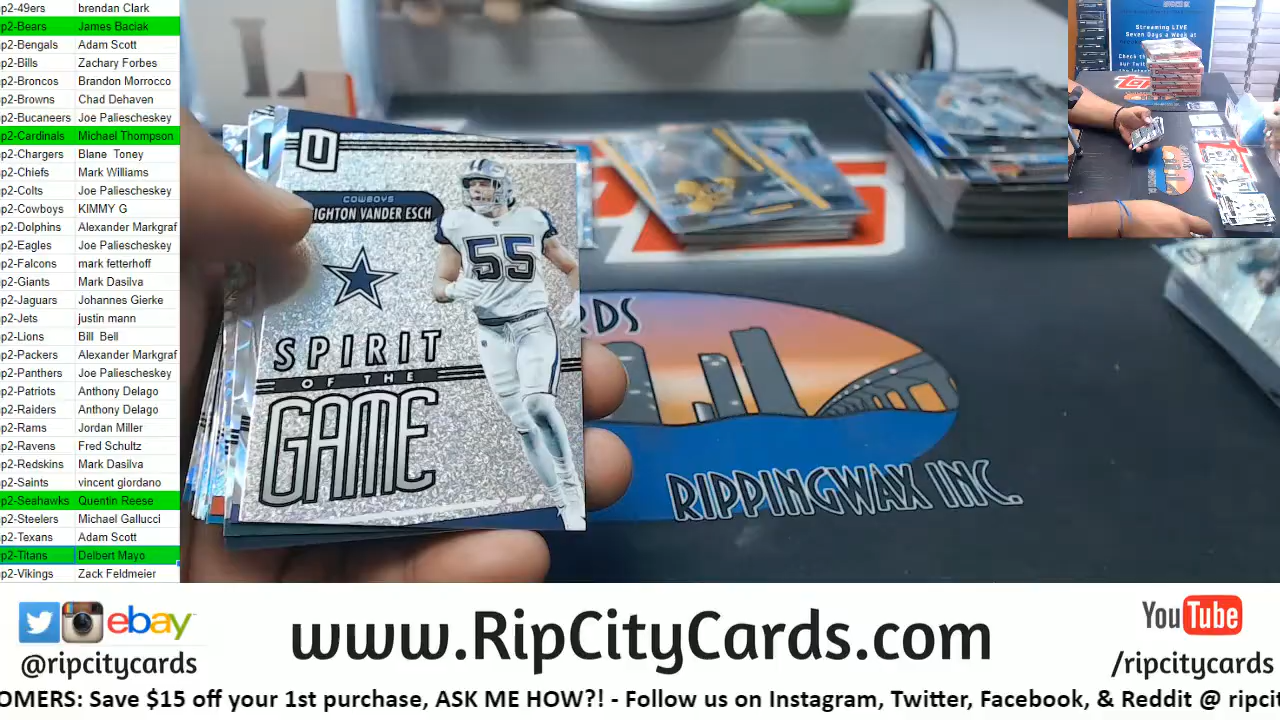 p2-49ers brendan Clark
p2-Bears James Baciak
p2-Bengals Adam Scott
p2-Bills Zachary Forbes
p2-Broncos Brandon Morrocco
p2-Browns Chad Dehaven
p2-Bucaneers Joe Palieschesky
p2-Cardinals Michael Thompson
p2-Chargers Blane Toney
p2-Chiefs Mark Williams
p2-Colts Joe Paliescheskey
p2-Cowboys KIMMY G
p2-Dolphins Alexander Markgraf
p2-Eagles Joe Paliescheskey
p2-Falcons mark fetterhoff
p2-Giants Mark Dasilva
p2-Jaguars Johannes Gierke
p2-Jets justin mann
p2-Lions Bill Bell
p2-Packers Alexander Markgraf
p2-Panthers Joe Paliescheskey
p2-Patriots Anthony Delago
p2-Raiders Anthony Delago
p2-Rams Jordan Miller
p2-Ravens Fred Schultz
p2-Redskins Mark Dasilva
p2-Saints vincent giordano
p2-Seahawks Quentin Reese
p2-Steelers Michael Gallucci
p2-Texans Adam Scott
p2-Titans Delbert Mayo
p2-Vikings Zack Feldmeier
U
COWBOYS
IGHTON VANDER ESCH
55
SPIRIT
OF THE
GAME
RDS
RIPPINGWAX INC.
Streaming LIVE
Seven Days a Week at
ebay
@ripcitycards
www.RipCityCards.com
YouTube
/ripcitycards
OMERS: Save $15 off your 1st purchase, ASK ME HOW?! - Follow us on Instagram, Twitter, Facebook, & Reddit @ ripcit